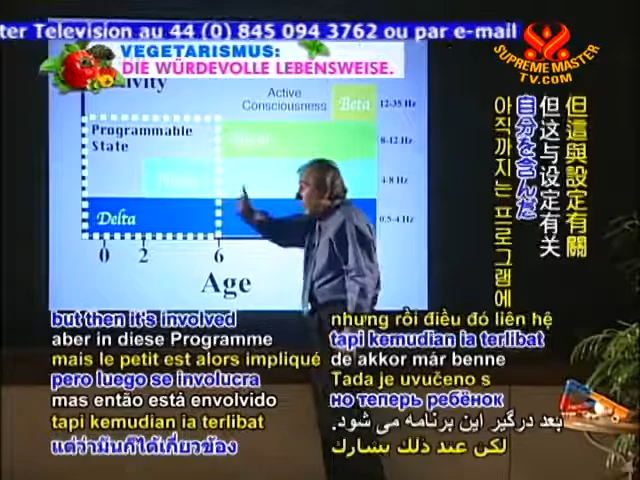 ter Television au 44 (0) 845 094 3762 ou par e-mail
VEGETARISMUS:
DIE WÜRDEVOLLE LEBENSWEISE.
SUPREME MASTER
TV.COM
Active
Consciousness
Beta
12-35 Hz
Programmable
State
8-12 Hz
4-8 Hz
Delta
0.5-4 Hz
0 2 6
Age
但這與設定有關
但这与设定有关
自分を含んだ
아직까지는 프로그램에
but then it's involved
aber in diese Programme
mais le petit est alors impliqué
pero luego se involucra
mas então está envolvido
tapi kemudian ia terlibat
แต่ว่ามันก็ได้เกี่ยวข้อง
nhưng rồi điều đó liên hệ
tapi kemudian ia terlibat
de akkor már benne
Tada je uvučeno s
но теперь ребёнок
بعد درگیر این برنامه می شود.
لكن عند ذلك يشارك